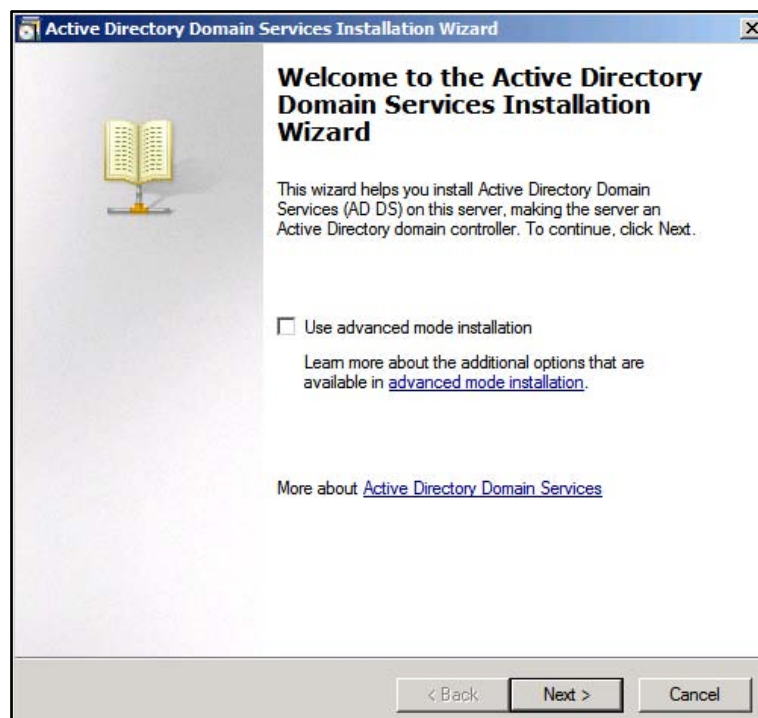 Active Directory Domain Services Installation Wizard
Welcome to the Active Directory
Domain Services Installation
Wizard
This wizard helps you install Active Directory Domain
Services (AD DS) on this server, making the server an
Active Directory domain controller. To continue, click Next.
Use advanced mode installation
Learn more about the additional options that are
available in advanced mode installation.
More about Active Directory Domain Services
< Back
Next >
Cancel